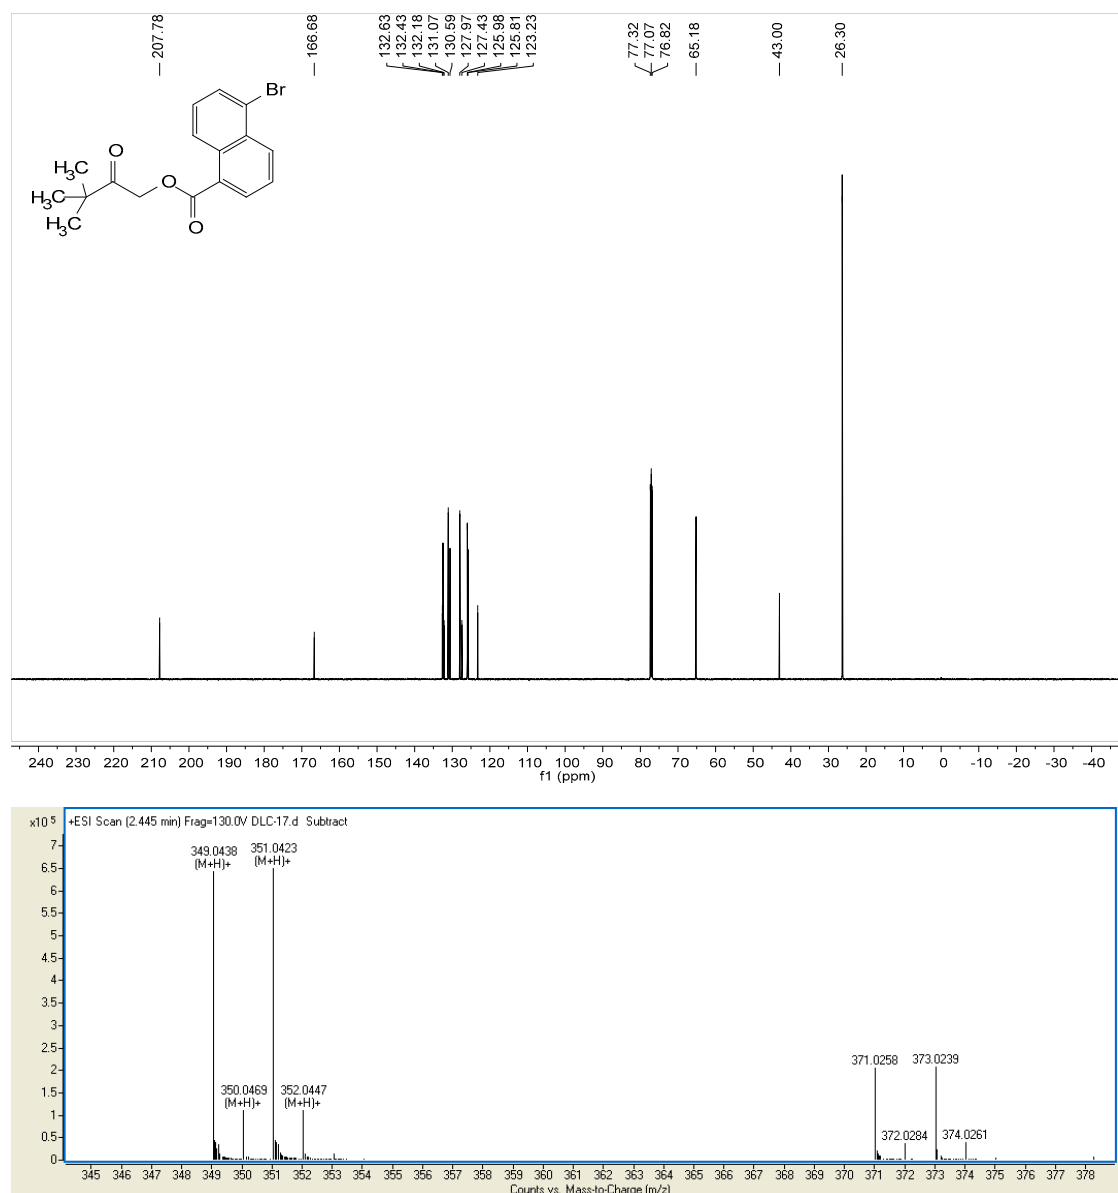 207.78
166.68
132.63
132.43
132.18
131.07
130.59
127.97
127.43
125.98
125.81
123.23
77.32
77.07
76.82
65.18
43.00
26.30
Br
O
H₃C
O
H₃C
H₃C
O
240 230 220 210 200 190 180 170 160 150 140 130 120 110 100 90 80 70 60 50 40 30 20 10 0 -10 -20 -30 -40
f1 (ppm)
x10 5
+ESI Scan (2.445 min) Frag=130.0V DLC-17.d Subtract
7
6.5
6
5.5
5
4.5
4
3.5
3
2.5
2
1.5
1
0.5
0
349.0438
(M+H)+
351.0423
(M+H)+
350.0469
(M+H)+
352.0447
(M+H)+
371.0258
373.0239
372.0284
374.0261
345 346 347 348 349 350 351 352 353 354 355 356 357 358 359 360 361 362 363 364 365 366 367 368 369 370 371 372 373 374 375 376 377 378
Counts vs. Mass-to-Charge (m/z)